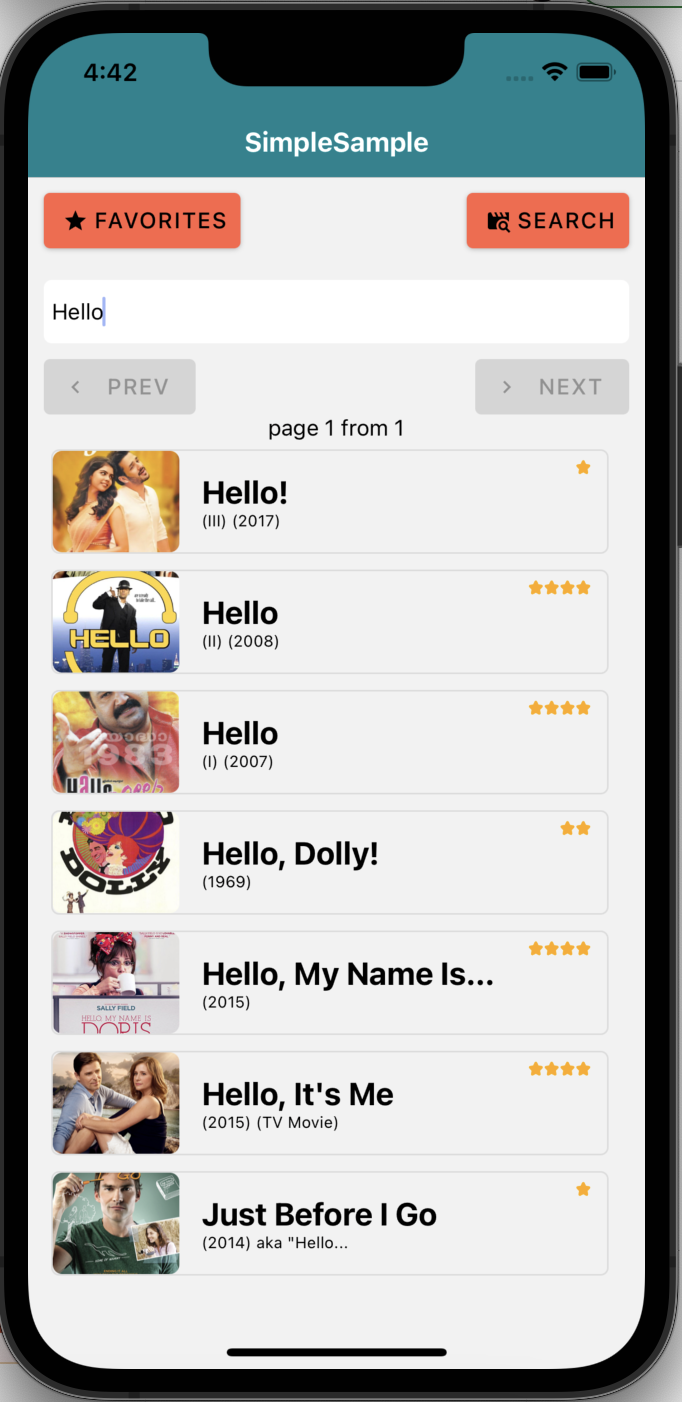 4:42
SimpleSample
FAVORITES
SEARCH
Hello
PREV
NEXT
page 1 from 1
Hello!
(III) (2017)
HELLO
Hello
(II) (2008)
1983
Hello
(I) (2007)
DOLLY
Hello, Dolly!
(1969)
SALLY FIELD
HELLO, MY NAME IS
DORIS
Hello, My Name Is...
(2015)
Hello, It's Me
(2015) (TV Movie)
Just Before I Go
(2014) aka "Hello...